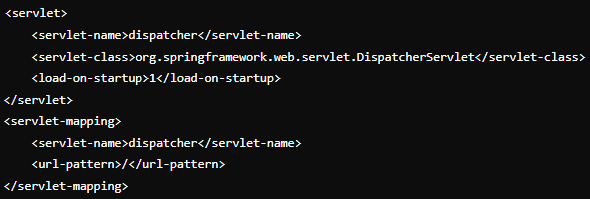 <servlet>
    <servlet-name>dispatcher</servlet-name>
    <servlet-class>org.springframework.web.servlet.DispatcherServlet</servlet-class>
    <load-on-startup>1</load-on-startup>
</servlet>
<servlet-mapping>
    <servlet-name>dispatcher</servlet-name>
    <url-pattern>/</url-pattern>
</servlet-mapping>